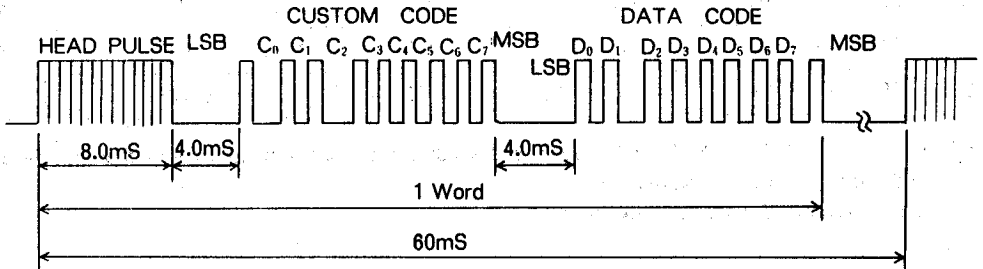 CUSTOM CODE DATA CODE
HEAD PULSE LSB C₀ C₁ C₂ C₃ C₄ C₅ C₆ C₇ MSB D₀ D₁ D₂ D₃ D₄ D₅ D₆ D₇ MSB
LSB
8.0mS 4.0mS 4.0mS
1 Word
60mS